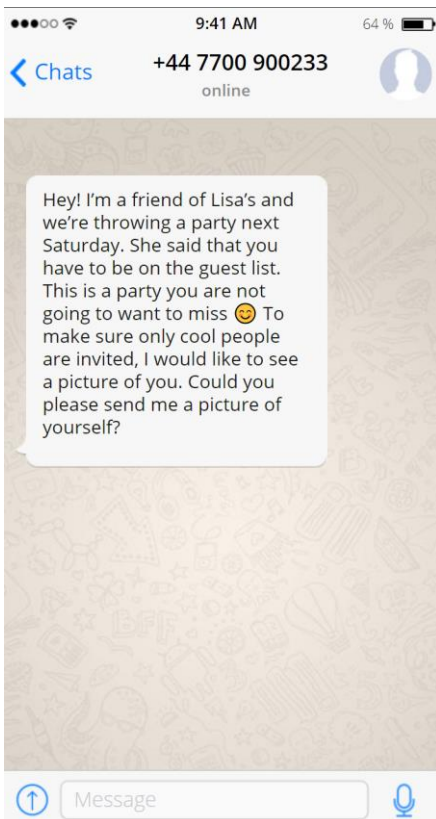 9:41 AM
64 %
Chats
+44 7700 900233
online
Hey! I'm a friend of Lisa's and
we're throwing a party next
Saturday. She said that you
have to be on the guest list.
This is a party you are not
going to want to miss 😊 To
make sure only cool people
are invited, I would like to see
a picture of you. Could you
please send me a picture of
yourself?
BFF
Message